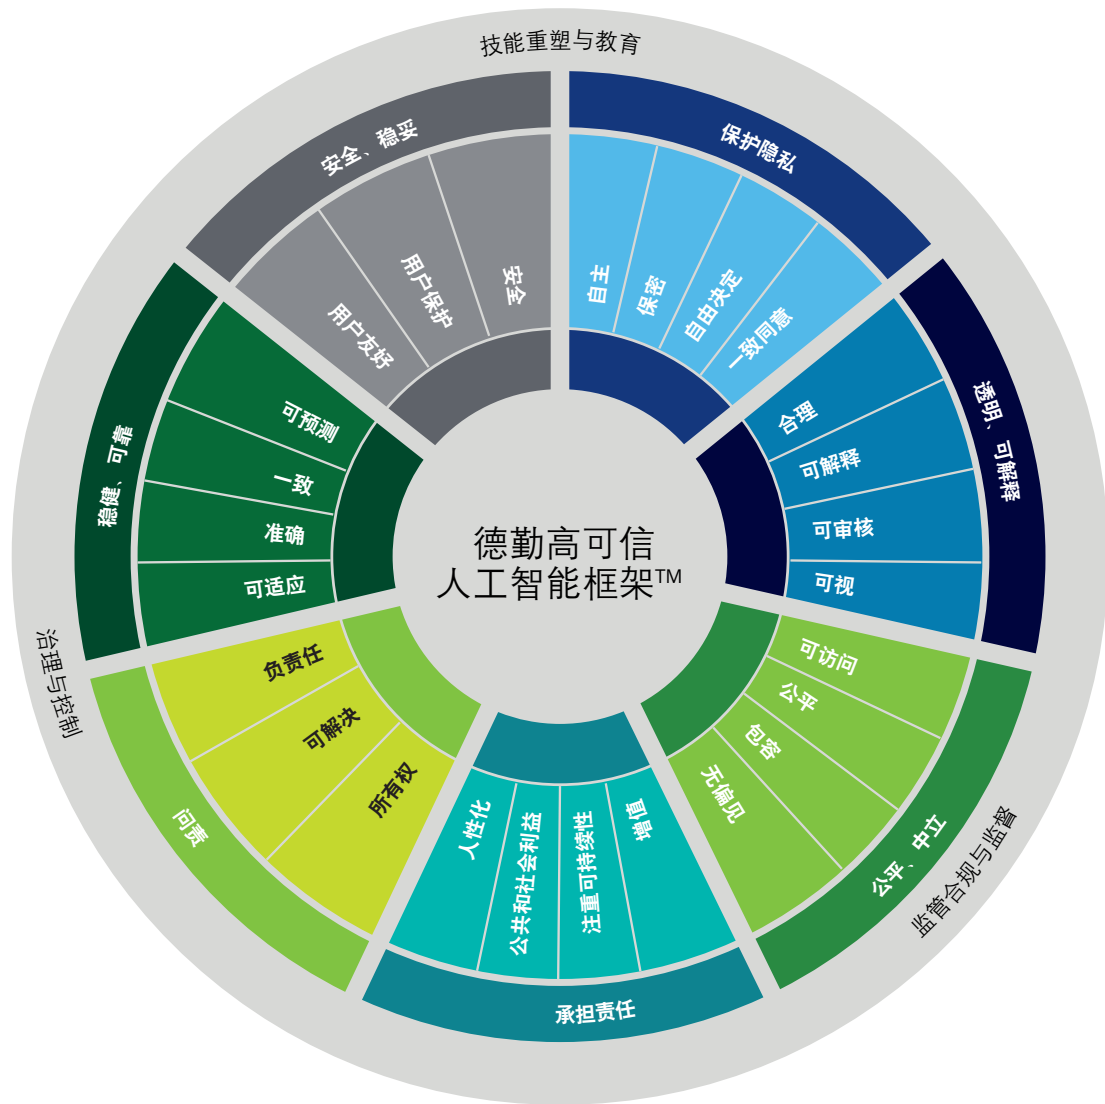 技能重塑与教育
保护隐私
自主
保密
自由决定
一致同意
透明、可解释
合理
可解释
可审核
可视
公平、中立
可访问
公平
包容
无偏见
监管合规与监督
承担责任
增值
注重可持续性
公共和社会利益
人性化
问责
所有权
可解决
负责任
治理与控制
稳健、可靠
可适应
准确
一致
可预测
安全、稳妥
用户友好
用户保护
安全
德勤高可信
人工智能框架™